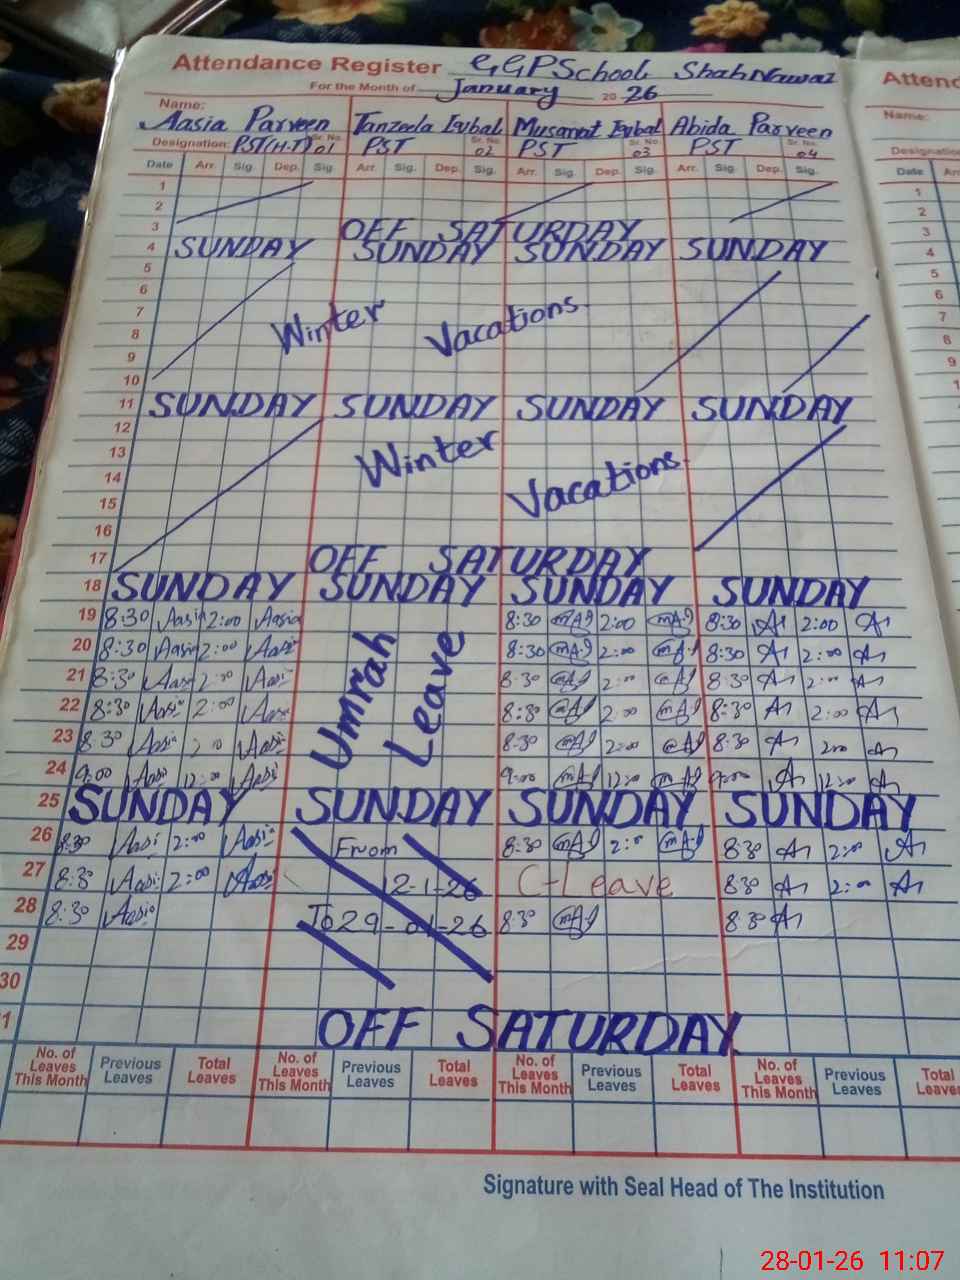 Attendance Register GGPSchool ShahNawaz
For the Month of January 20 26
Name:
Aasia Parveen Tanzeela Iqbal Musarrat Iqbal Abida Parveen
Designation: PST(H-T) Sr. No. 01 PST Sr. No. 02 PST Sr. No. 03 PST Sr. No. 04
Date Arr. Sig. Dep. Sig. Arr. Sig. Dep. Sig. Arr. Sig. Dep. Sig. Arr. Sig. Dep. Sig.
1
2
3 OFF SATURDAY
4 SUNDAY SUNDAY SUNDAY SUNDAY
5
6
7 Winter Vacations
8
9
10
11 SUNDAY SUNDAY SUNDAY SUNDAY
12
13 Winter
14 Vacations
15
16
17 OFF SATURDAY
18 SUNDAY SUNDAY SUNDAY SUNDAY
19 8:30 Aasia 2:00 Aasia 8:30 2:00 8:30 2:00
20 8:30 Aasia 2:00 Aasia 8:30 2:00 8:30 2:00
21 8:30 Aasi 2:00 Aasi 8:30 2:00 8:30 2:00
22 8:30 Aasi 2:00 Aasi 8:30 2:00 8:30 2:00
23 8:30 Aasi 2:00 Aasi 8:30 2:00 8:30 2:00
24 9:00 Aasi 12:00 Aasi 9:00 12:00 9:00 12:00
Umrah Leave
25 SUNDAY SUNDAY SUNDAY SUNDAY
26 8:30 Aasi 2:00 Aasia From 8:30 2:00 8:30 2:00
27 8:30 Aasi 2:00 Aasi 12-1-26 C-Leave 8:30 2:00
28 8:30 Aasia To 29-01-26 8:30 8:30
29
30
1 OFF SATURDAY
No. of Leaves This Month Previous Leaves Total Leaves No. of Leaves This Month Previous Leaves Total Leaves No. of Leaves This Month Previous Leaves Total Leaves No. of Leaves This Month Previous Leaves Total Leaves
Signature with Seal Head of The Institution
Attend
Name:
Designation
Date
1
2
3
4
5
6
7
8
9
28-01-26 11:07